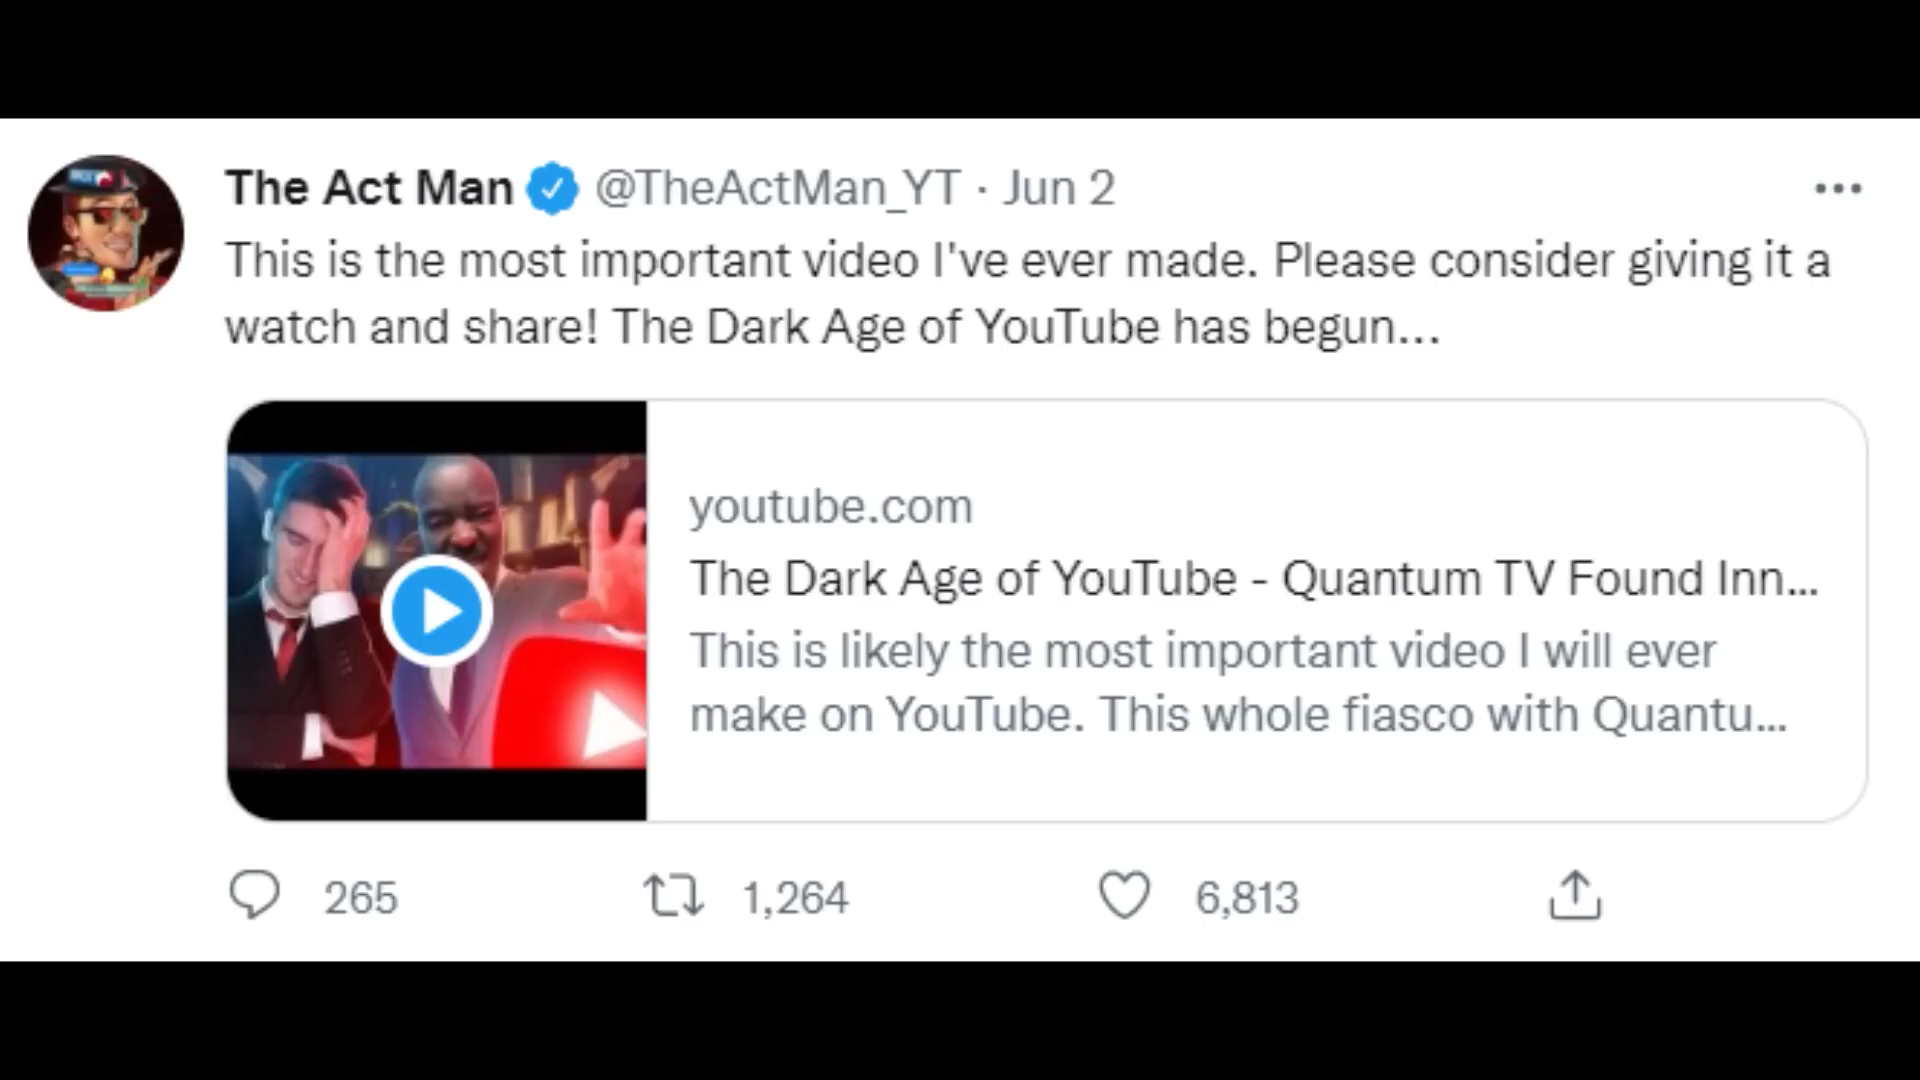 The Act Man @TheActMan_YT · Jun 2
This is the most important video I've ever made. Please consider giving it a
watch and share! The Dark Age of YouTube has begun...
youtube.com
The Dark Age of YouTube - Quantum TV Found Inn...
This is likely the most important video I will ever
make on YouTube. This whole fiasco with Quantu...
265 1,264 6,813